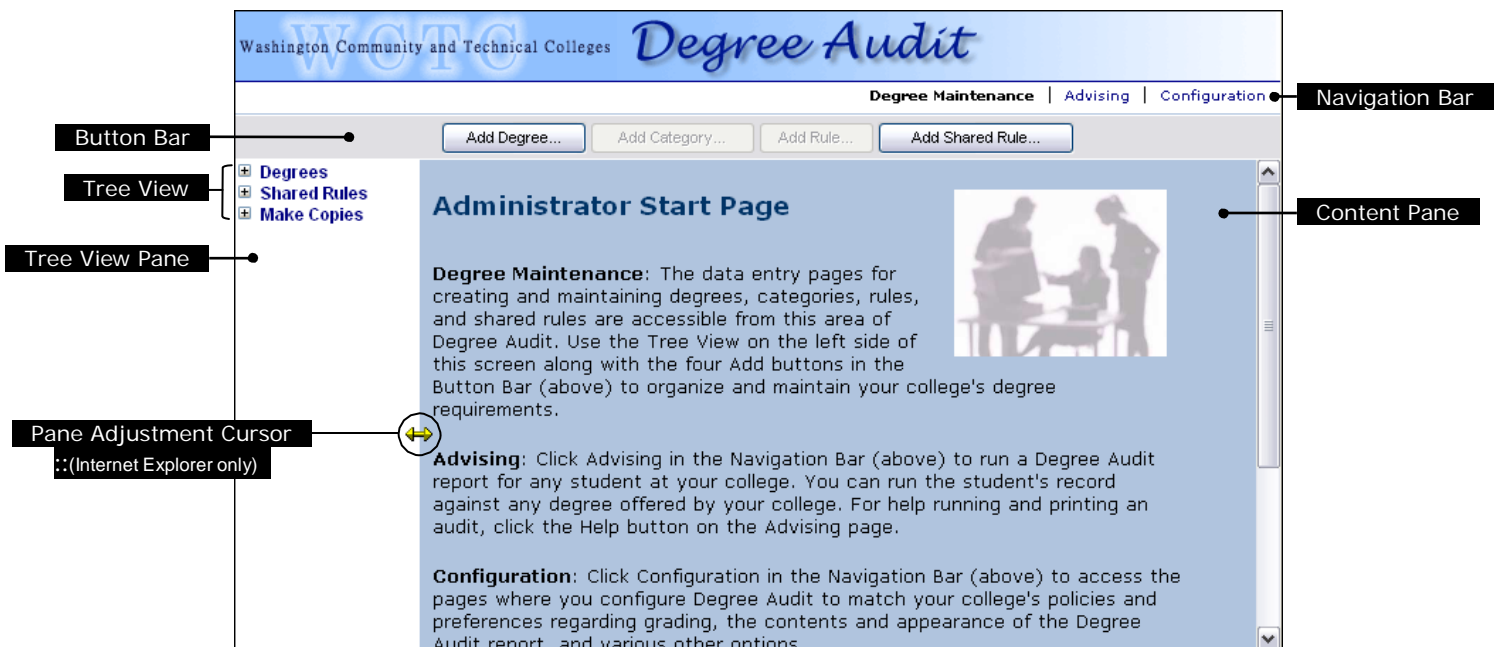 Washington Community and Technical Colleges Degree Audit
WCTC
Degree Maintenance | Advising | Configuration
Navigation Bar
Button Bar
Add Degree... Add Category... Add Rule... Add Shared Rule...
Tree View
Degrees
Shared Rules
Make Copies
Tree View Pane
Content Pane
Administrator Start Page
Degree Maintenance: The data entry pages for
creating and maintaining degrees, categories, rules,
and shared rules are accessible from this area of
Degree Audit. Use the Tree View on the left side of
this screen along with the four Add buttons in the
Button Bar (above) to organize and maintain your college's degree
requirements.
Pane Adjustment Cursor
::(Internet Explorer only)
Advising: Click Advising in the Navigation Bar (above) to run a Degree Audit
report for any student at your college. You can run the student's record
against any degree offered by your college. For help running and printing an
audit, click the Help button on the Advising page.
Configuration: Click Configuration in the Navigation Bar (above) to access the
pages where you configure Degree Audit to match your college's policies and
preferences regarding grading, the contents and appearance of the Degree
Audit report, and various other options.